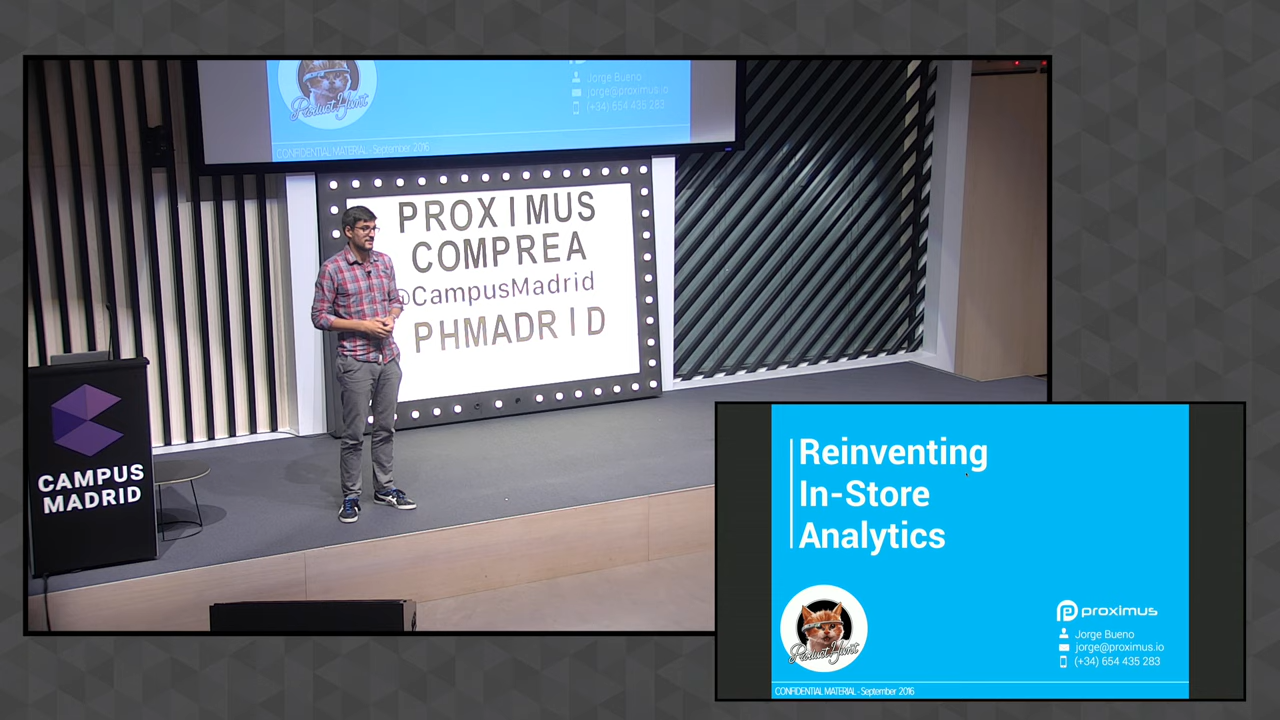 Product Hunt
Jorge Bueno
jorge@proximus.io
(+34) 654 435 283
CONFIDENTIAL MATERIAL - September 2016
PROXIMUS
COMPREA
@CampusMadrid
PHMADRID
CAMPUS
MADRID
Reinventing
In-Store
Analytics
Product Hunt
proximus
Jorge Bueno
jorge@proximus.io
(+34) 654 435 283
CONFIDENTIAL MATERIAL - September 2016